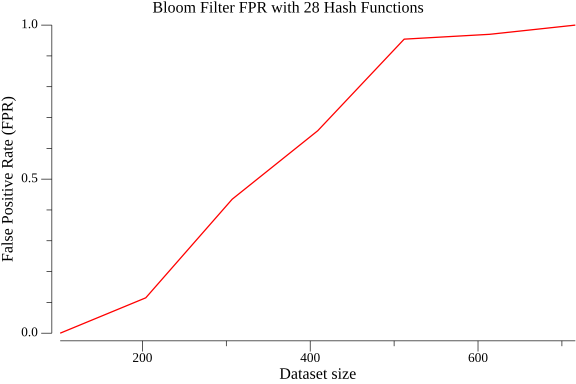 Bloom Filter FPR with 28 Hash Functions
1.0
0.5
0.0
False Positive Rate (FPR)
200
400
600
Dataset size